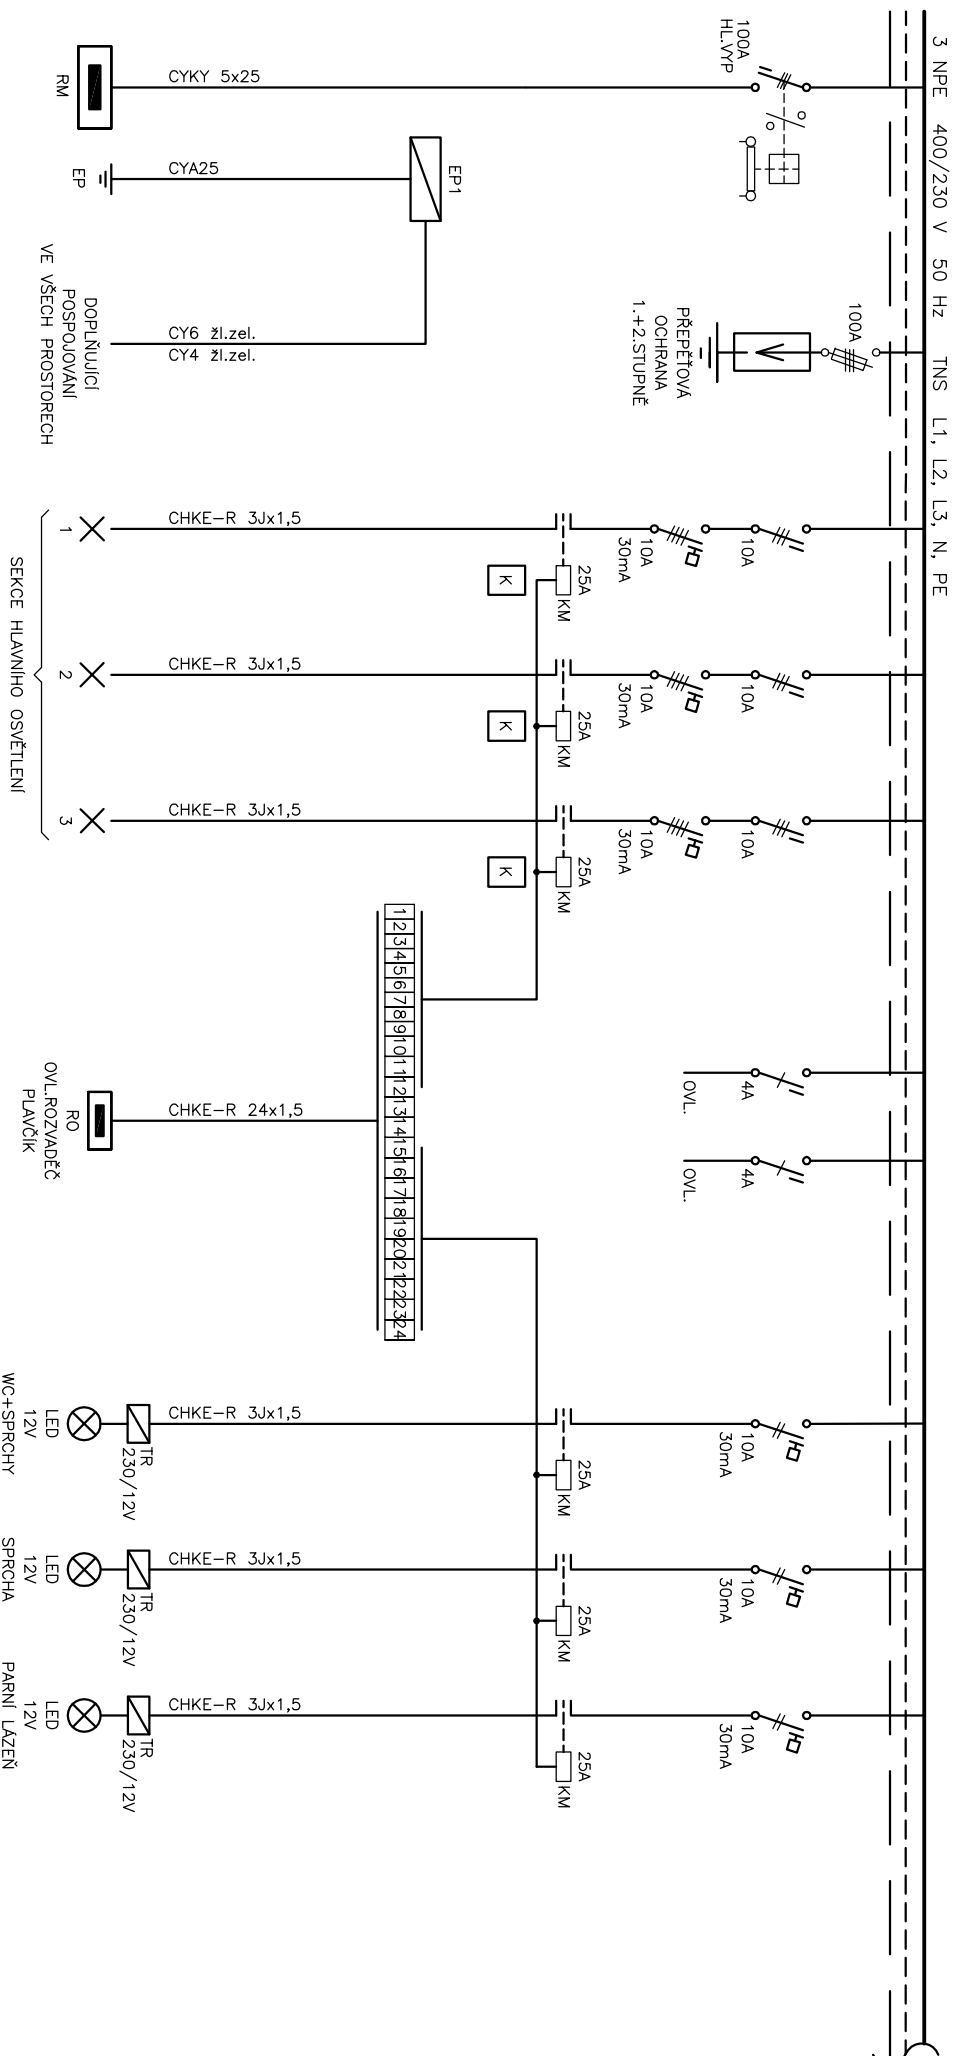 3 NPE 400/230 V 50 Hz TNS L1, L2, L3, N, PE
100A
HL.VYP
CYKY 5x25
RM
EP1
CYA25
EP
CY6 žl.zel.
CY4 žl.zel.
DOPLŇUJÍCÍ
POSPOJOVÁNÍ
VE VŠECH PROSTORECH
100A
PŘEPĚŤOVÁ
OCHRANA
1.+2.STUPNĚ
10A
10A
30mA
25A
KM
K
CHKE-R 3Jx1,5
1
10A
10A
30mA
25A
KM
K
CHKE-R 3Jx1,5
2
10A
10A
30mA
25A
KM
K
CHKE-R 3Jx1,5
3
SEKCE HLAVNÍHO OSVĚTLENÍ
1 2 3 4 5 6 7 8 9 10 11 12 13 14 15 16 17 18 19 20 21 22 23 24
CHKE-R 24x1,5
RO
OVL.ROZVADĚČ
PLAVČÍK
4A
OVL.
4A
OVL.
10A
30mA
25A
KM
CHKE-R 3Jx1,5
TR
230/12V
LED
12V
WC+SPRCHY
10A
30mA
25A
KM
CHKE-R 3Jx1,5
TR
230/12V
LED
12V
SPRCHA
10A
30mA
25A
KM
CHKE-R 3Jx1,5
TR
230/12V
LED
12V
PARNÍ LÁZEŇ